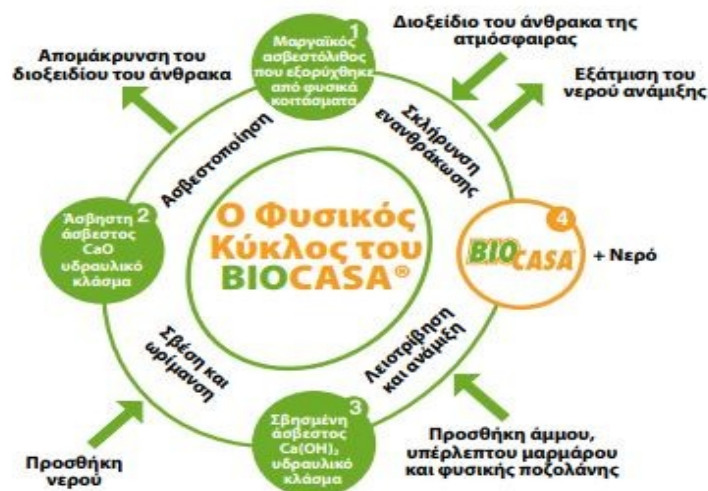 Ο Φυσικός
Κύκλος του
BIOCASA®
1
Μαργαϊκός
ασβεστόλιθος
που εξορύχθηκε
από φυσικά
κοιτάσματα
Διοξείδιο του άνθρακα της
ατμόσφαιρας
Εξάτμιση του
νερού ανάμιξης
Σκλήρυνση
ενανθράκωσης
4
BIOCASA
+ Νερό
Λειοτρίβηση
και ανάμιξη
Προσθήκη άμμου,
υπέρλεπτου μαρμάρου
και φυσικής ποζολάνης
3
Σβησμένη
άσβεστος
Ca(OH)₂
υδραυλικό
κλάσμα
Σβέση και
ωρίμανση
Προσθήκη
νερού
2
Άσβηστη
άσβεστος
CaO
υδραυλικό
κλάσμα
Ασβεστοποίηση
Απομάκρυνση του
διοξειδίου του άνθρακα